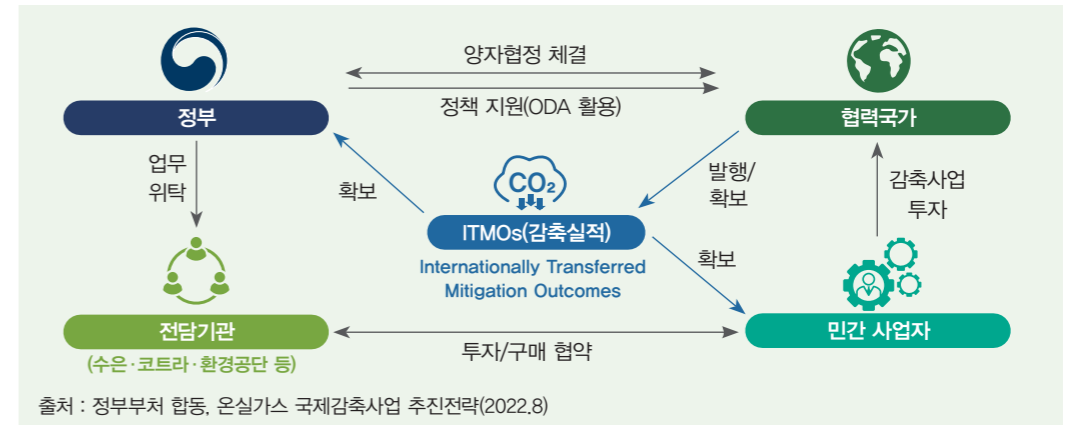 양자협정 체결
정책 지원(ODA 활용)
정부
협력국가
업무
위탁
확보
CO₂
발행/
확보
감축사업
투자
ITMOs(감축실적)
Internationally Transferred
Mitigation Outcomes
확보
전담기관
(수은·코트라·환경공단 등)
투자/구매 협약
민간 사업자
출처 : 정부부처 합동, 온실가스 국제감축사업 추진전략(2022.8)